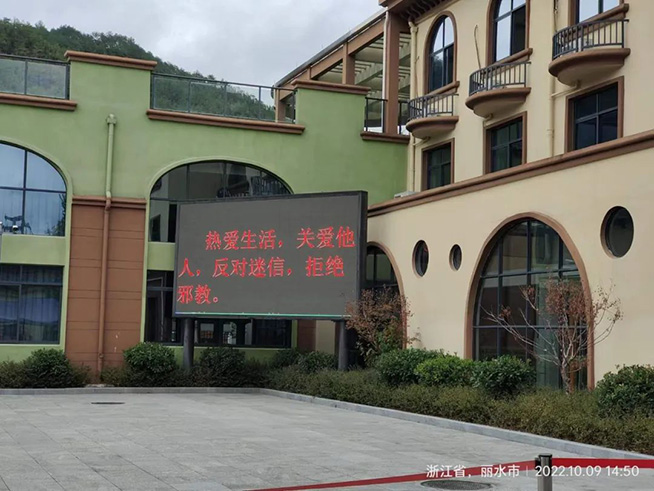 热爱生活，关爱他
人，反对迷信，拒绝
邪教。
浙江省，丽水市 2022.10.09 14:50